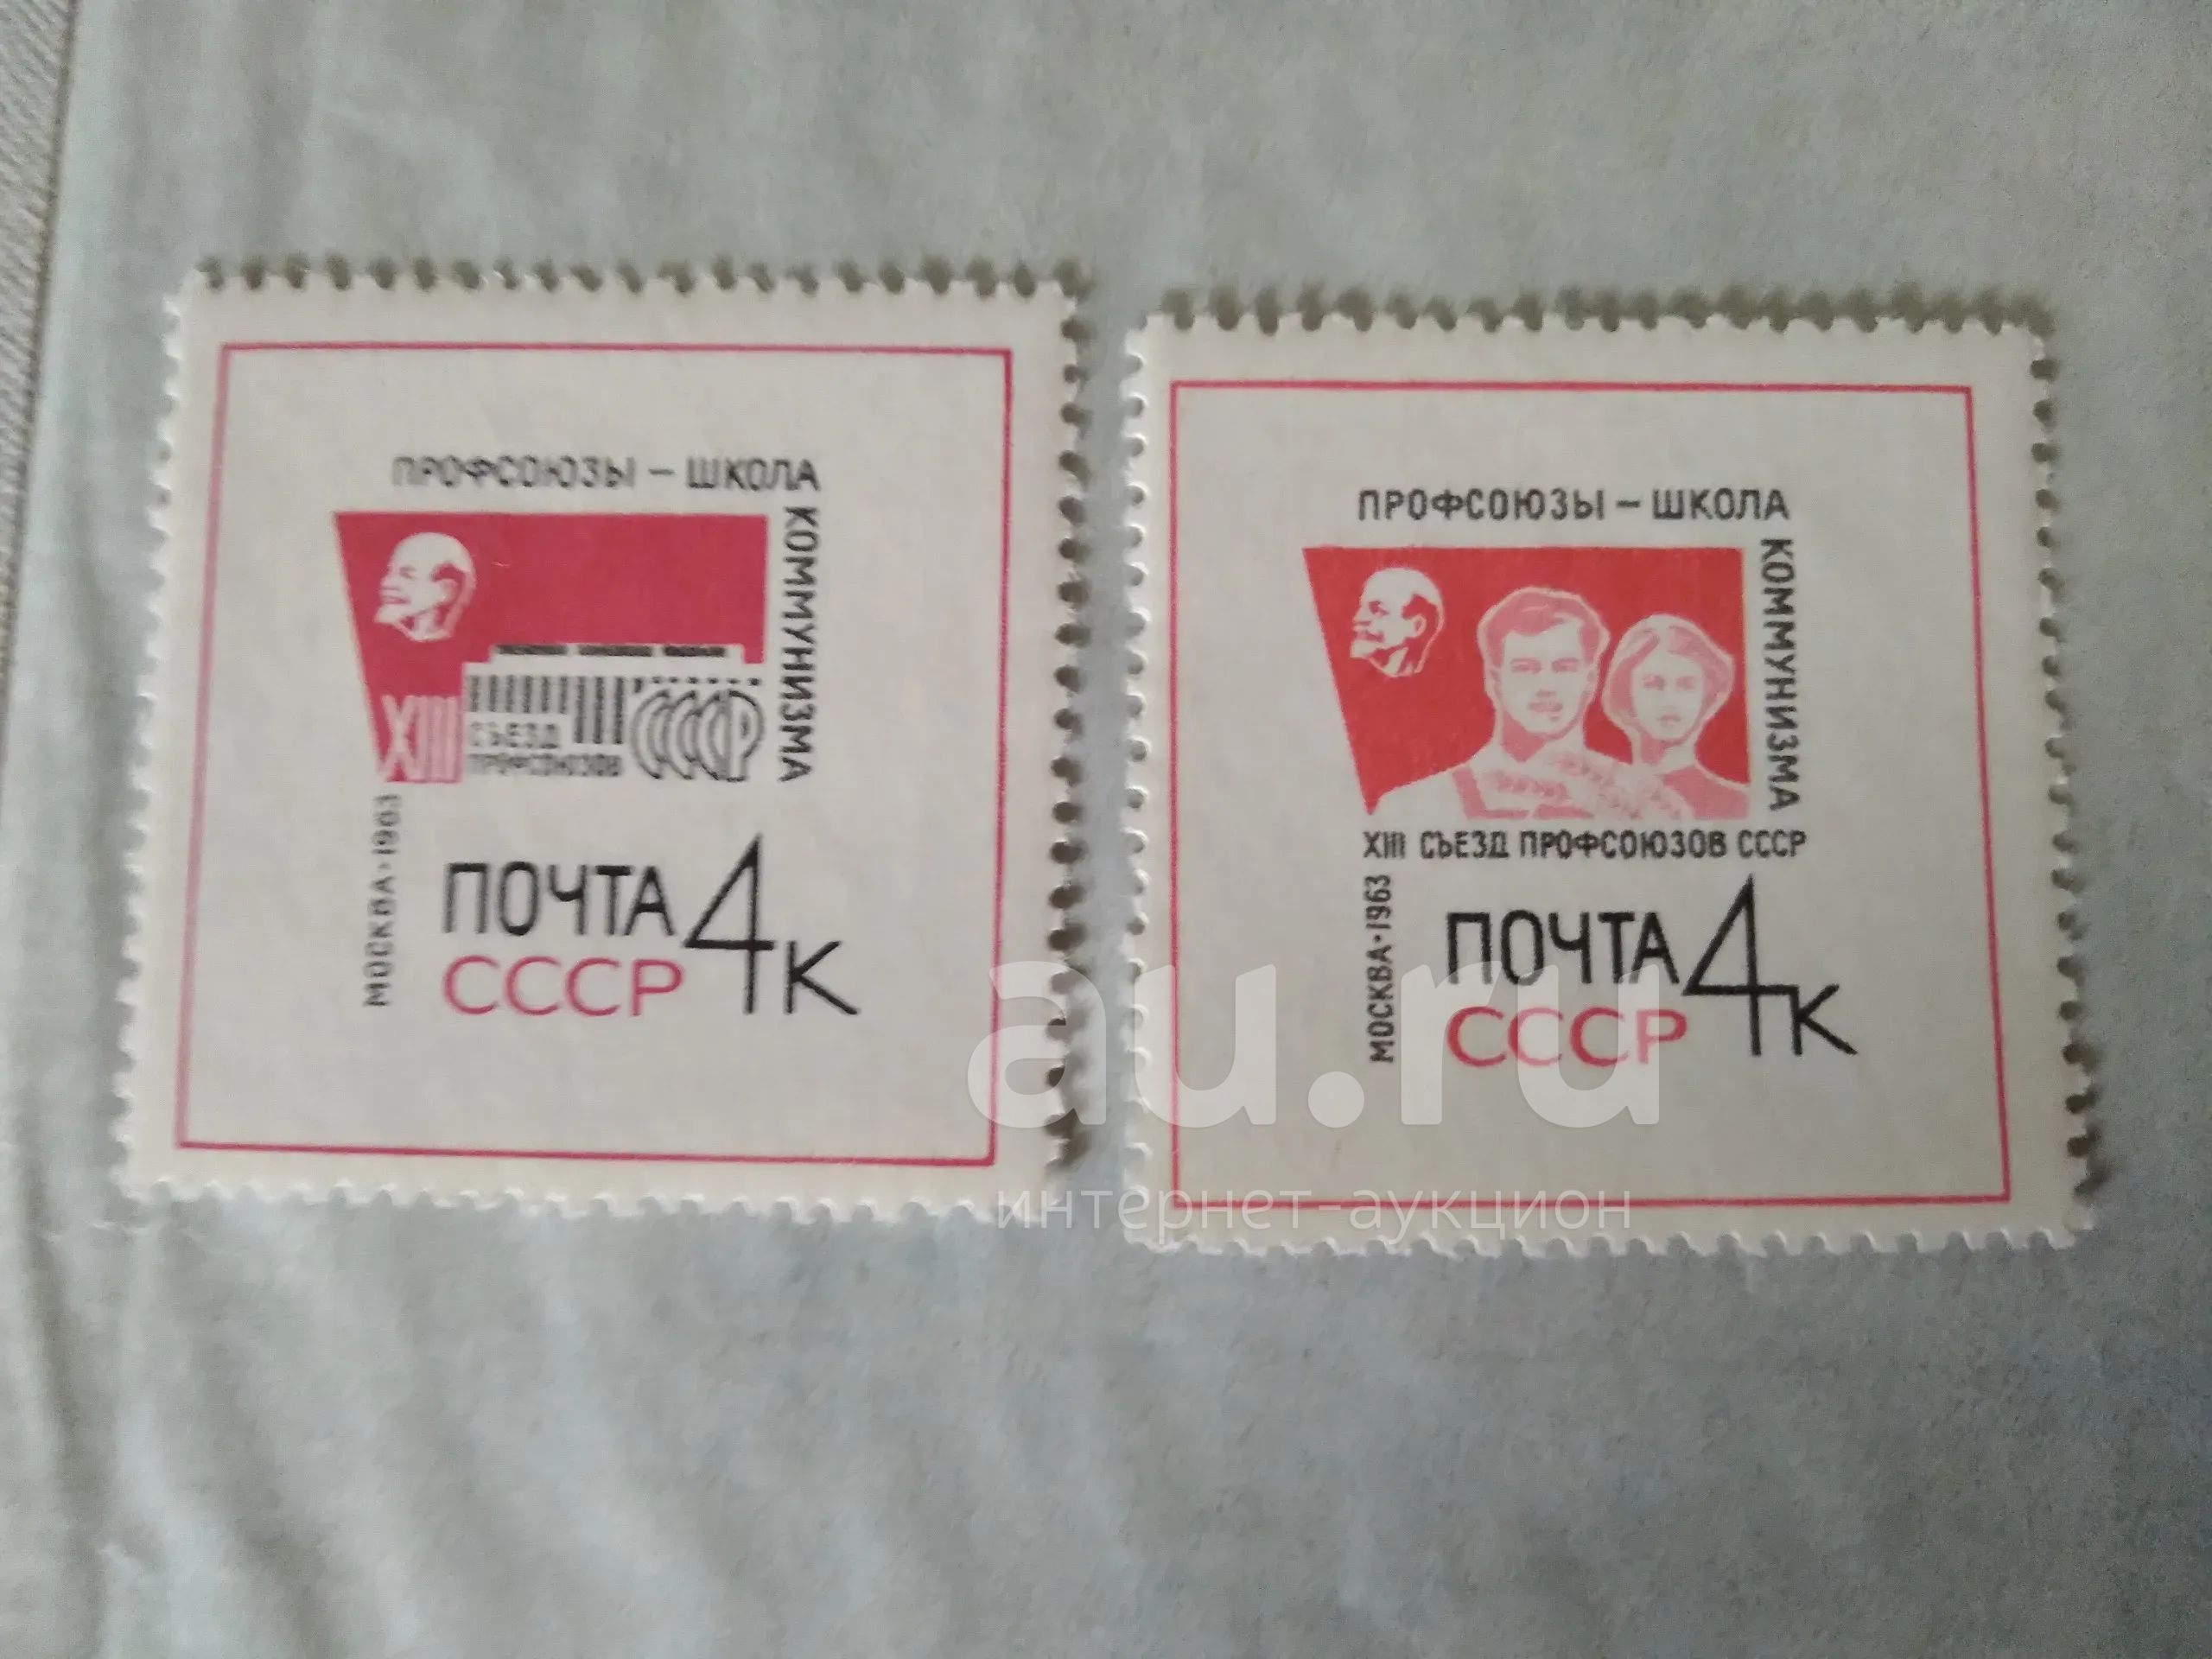 ПРОФСОЮЗЫ – ШКОЛА
КОММУНИЗМА
XIII
СЪЕЗД
ПРОФСОЮЗОВ
СССР
МОСКВА · 1963
ПОЧТА 4К
СССР
ПРОФСОЮЗЫ – ШКОЛА
КОММУНИЗМА
XIII СЪЕЗД ПРОФСОЮЗОВ СССР
МОСКВА · 1963
ПОЧТА 4К
СССР
au.ru
интернет-аукцион